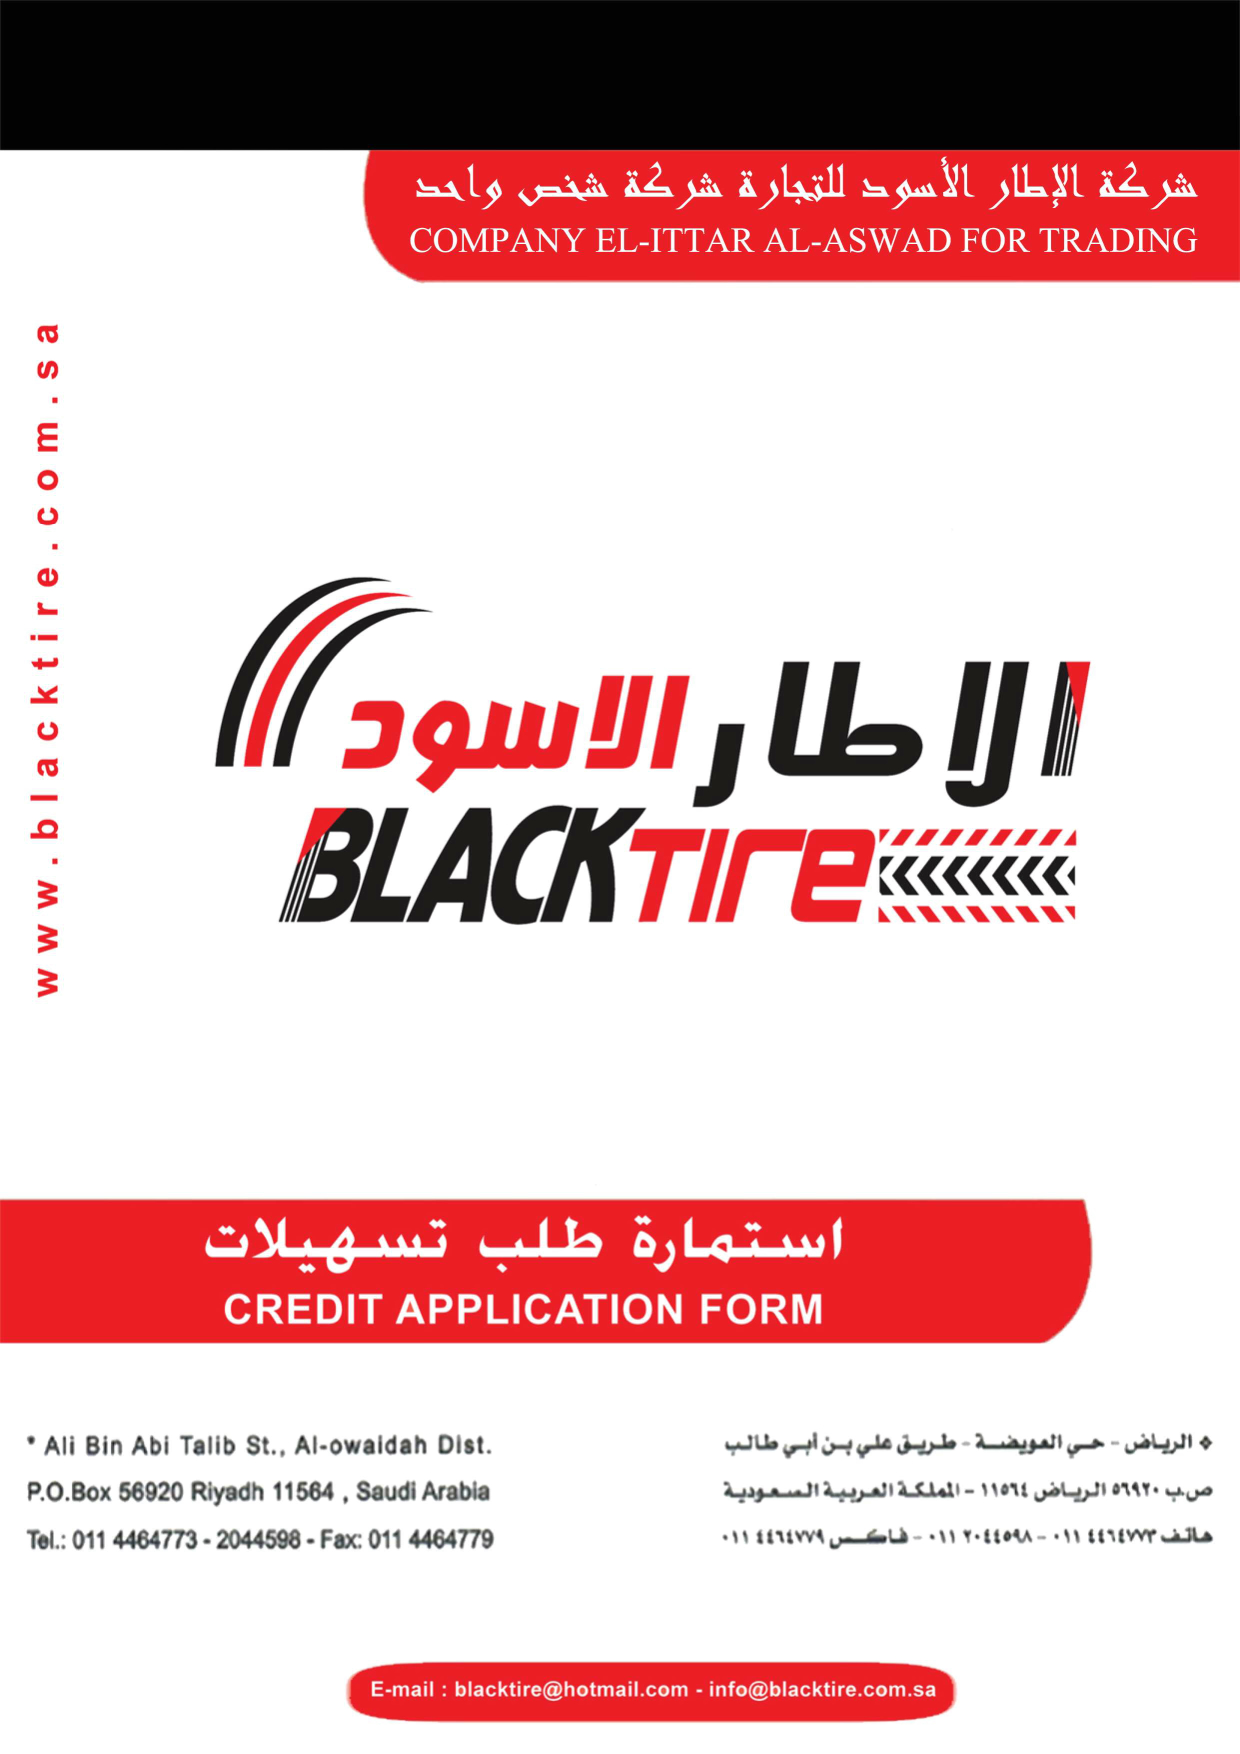 شركة الإطار الأسود للتجارة شركة شخص واحد
COMPANY EL-ITTAR AL-ASWAD FOR TRADING
www.blacktire.com.sa
الاطار الاسود
BLACKTIRE
استمارة طلب تسهيلات
CREDIT APPLICATION FORM
* Ali Bin Abi Talib St., Al-owaidah Dist.
P.O.Box 56920 Riyadh 11564 , Saudi Arabia
Tel.: 011 4464773 - 2044598 - Fax: 011 4464779
❖ الرياض - حي العويضة - طريق علي بن أبي طالب
ص.ب ٥٦٩٢٠ الرياض ١١٥٦٤ - المملكة العربية السعودية
هاتف ٤٤٦٤٧٧٣ ٠١١ - ٢٠٤٤٥٩٨ ٠١١ - فاكس ٤٤٦٤٧٧٩ ٠١١
E-mail : blacktire@hotmail.com - info@blacktire.com.sa